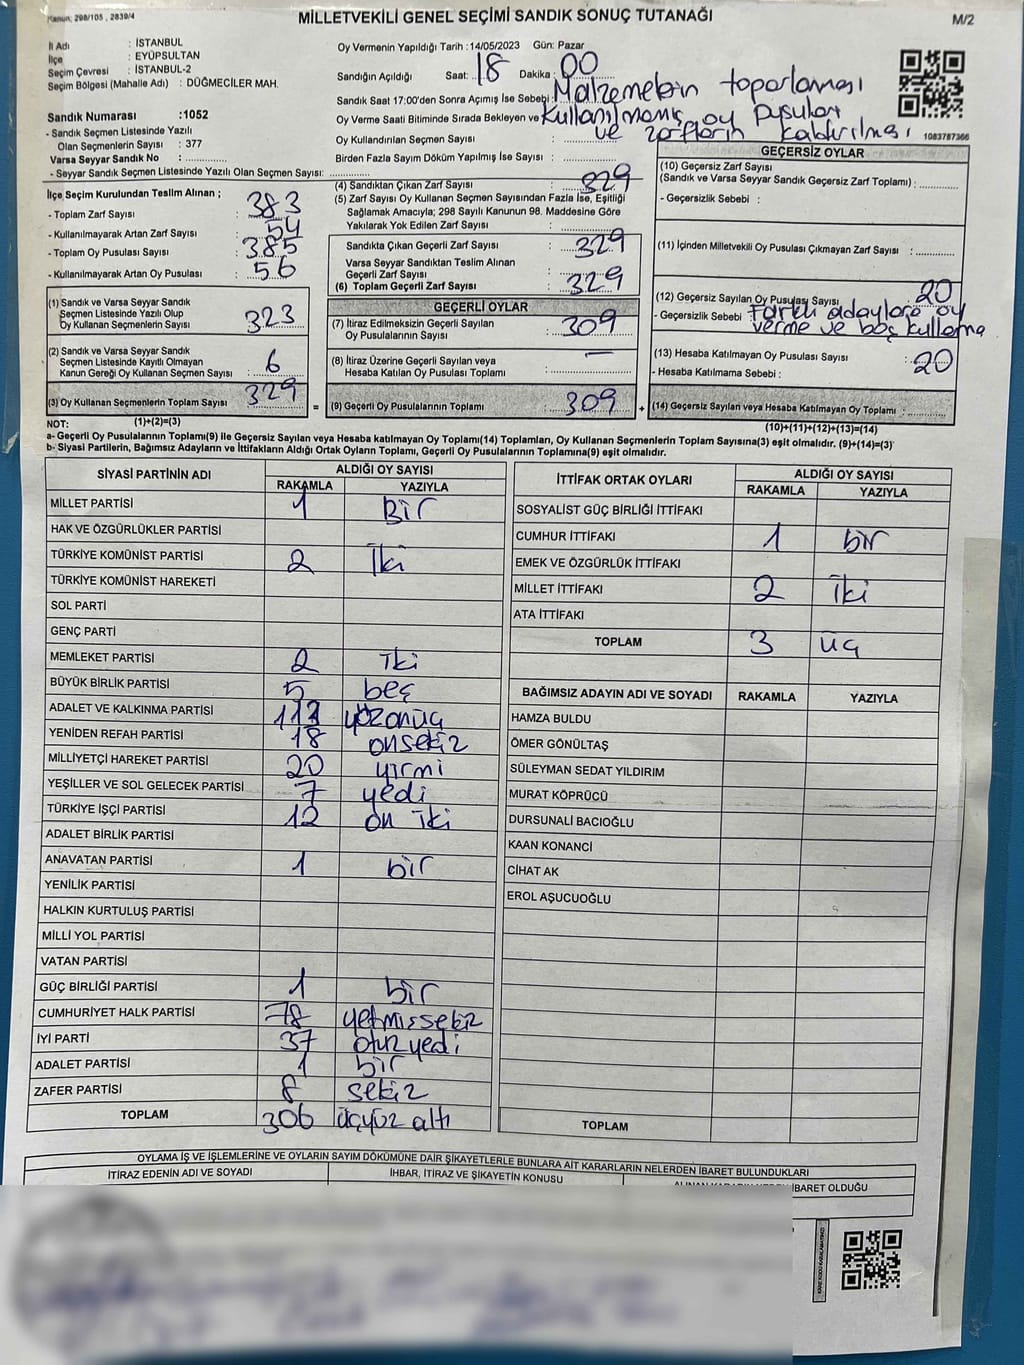 Kanun: 298/105 , 2839/4
MİLLETVEKİLİ GENEL SEÇİMİ SANDIK SONUÇ TUTANAĞI
M/2
İl Adı : İSTANBUL
İlçe : EYÜPSULTAN
Seçim Çevresi : İSTANBUL-2
Seçim Bölgesi (Mahalle Adı) : DÜĞMECİLER MAH.
Oy Vermenin Yapıldığı Tarih :14/05/2023 Gün: Pazar
Sandığın Açıldığı Saat: 18 Dakika: 00
Sandık Saat 17:00'den Sonra Açımış İse Sebebi: Malzemelerin toparlaması
Oy Verme Saati Bitiminde Sırada Bekleyen ve Kullanılmamış oy pusuları
ve zarfların kaldırılması
Oy Kullandırılan Seçmen Sayısı :
Birden Fazla Sayım Döküm Yapılmış İse Sayısı :
1083787366
Sandık Numarası :1052
- Sandık Seçmen Listesinde Yazılı
Olan Seçmenlerin Sayısı : 377
Varsa Seyyar Sandık No :
- Seyyar Sandık Seçmen Listesinde Yazılı Olan Seçmen Sayısı:
İlçe Seçim Kurulundan Teslim Alınan ;
- Toplam Zarf Sayısı : 383
- Kullanılmayarak Artan Zarf Sayısı : 54
- Toplam Oy Pusulası Sayısı : 385
- Kullanılmayarak Artan Oy Pusulası : 56
(1) Sandık ve Varsa Seyyar Sandık
Seçmen Listesinde Yazılı Olup
Oy Kullanan Seçmenlerin Sayısı : 323
(2) Sandık ve Varsa Seyyar Sandık
Seçmen Listesinde Kayıtlı Olmayan
Kanun Gereği Oy Kullanan Seçmen Sayısı : 6
(3) Oy Kullanan Seçmenlerin Toplam Sayısı : 329
(4) Sandıktan Çıkan Zarf Sayısı : 329
(5) Zarf Sayısı Oy Kullanan Seçmen Sayısından Fazla İse, Eşitliği
Sağlamak Amacıyla; 298 Sayılı Kanunun 98. Maddesine Göre
Yakılarak Yok Edilen Zarf Sayısı :
Sandıkta Çıkan Geçerli Zarf Sayısı : 329
Varsa Seyyar Sandıktan Teslim Alınan
Geçerli Zarf Sayısı :
(6) Toplam Geçerli Zarf Sayısı : 329
GEÇERLİ OYLAR
(7) İtiraz Edilmeksizin Geçerli Sayılan
Oy Pusulalarının Sayısı : 309
(8) İtiraz Üzerine Geçerli Sayılan veya
Hesaba Katılan Oy Pusulası Toplamı : —
= (9) Geçerli Oy Pusulalarının Toplamı : 309 +
GEÇERSİZ OYLAR
(10) Geçersiz Zarf Sayısı
(Sandık ve Varsa Seyyar Sandık Geçersiz Zarf Toplamı) :
- Geçersizlik Sebebi :
(11) İçinden Milletvekili Oy Pusulası Çıkmayan Zarf Sayısı :
(12) Geçersiz Sayılan Oy Pusulası Sayısı : 20
- Geçersizlik Sebebi : farklı adaylara oy
verme ve boş kullama
(13) Hesaba Katılmayan Oy Pusulası Sayısı : 20
- Hesaba Katılmama Sebebi :
(14) Geçersiz Sayılan veya Hesaba Katılmayan Oy Toplamı :
NOT: (1)+(2)=(3) (10)+(11)+(12)+(13)=(14)
a- Geçerli Oy Pusulalarının Toplamı(9) ile Geçersiz Sayılan veya Hesaba katılmayan Oy Toplamı(14) Toplamları, Oy Kullanan Seçmenlerin Toplam Sayısına(3) eşit olmalıdır. (9)+(14)=(3)
b- Siyasi Partilerin, Bağımsız Adayların ve İttifakların Aldığı Ortak Oyların Toplamı, Geçerli Oy Pusulalarının Toplamına(9) eşit olmalıdır.
SİYASİ PARTİNİN ADI ALDIĞI OY SAYISI
RAKAMLA YAZIYLA
MİLLET PARTİSİ 1 Bir
HAK VE ÖZGÜRLÜKLER PARTİSİ
TÜRKİYE KOMÜNİST PARTİSİ 2 İki
TÜRKİYE KOMÜNİST HAREKETİ
SOL PARTİ
GENÇ PARTİ
MEMLEKET PARTİSİ 2 iki
BÜYÜK BİRLİK PARTİSİ 5 beş
ADALET VE KALKINMA PARTİSİ 113 yüzonüç
YENİDEN REFAH PARTİSİ 18 onsekiz
MİLLİYETÇİ HAREKET PARTİSİ 20 yirmi
YEŞİLLER VE SOL GELECEK PARTİSİ 7 yedi
TÜRKİYE İŞÇİ PARTİSİ 12 on iki
ADALET BİRLİK PARTİSİ
ANAVATAN PARTİSİ 1 bir
YENİLİK PARTİSİ
HALKIN KURTULUŞ PARTİSİ
MİLLİ YOL PARTİSİ
VATAN PARTİSİ
GÜÇ BİRLİĞİ PARTİSİ 1 bir
CUMHURİYET HALK PARTİSİ 78 yetmişsekiz
İYİ PARTİ 37 otuzyedi
ADALET PARTİSİ 1 bir
ZAFER PARTİSİ 8 sekiz
TOPLAM 306 üçyüz altı
İTTİFAK ORTAK OYLARI ALDIĞI OY SAYISI
RAKAMLA YAZIYLA
SOSYALİST GÜÇ BİRLİĞİ İTTİFAKI
CUMHUR İTTİFAKI 1 bir
EMEK VE ÖZGÜRLÜK İTTİFAKI
MİLLET İTTİFAKI 2 iki
ATA İTTİFAKI
TOPLAM 3 üç
BAĞIMSIZ ADAYIN ADI VE SOYADI RAKAMLA YAZIYLA
HAMZA BULDU
ÖMER GÖNÜLTAŞ
SÜLEYMAN SEDAT YILDIRIM
MURAT KÖPRÜCÜ
DURSUNALİ BACIOĞLU
KAAN KONANCİ
CİHAT AK
EROL AŞUCUOĞLU
TOPLAM
OYLAMA İŞ VE İŞLEMLERİNE VE OYLARIN SAYIM DÖKÜMÜNE DAİR ŞİKAYETLERLE BUNLARA AİT KARARLARIN NELERDEN İBARET BULUNDUKLARI
İTİRAZ EDENİN ADI VE SOYADI İHBAR, İTİRAZ VE ŞİKAYETİN KONUSU İBARET OLDUĞU